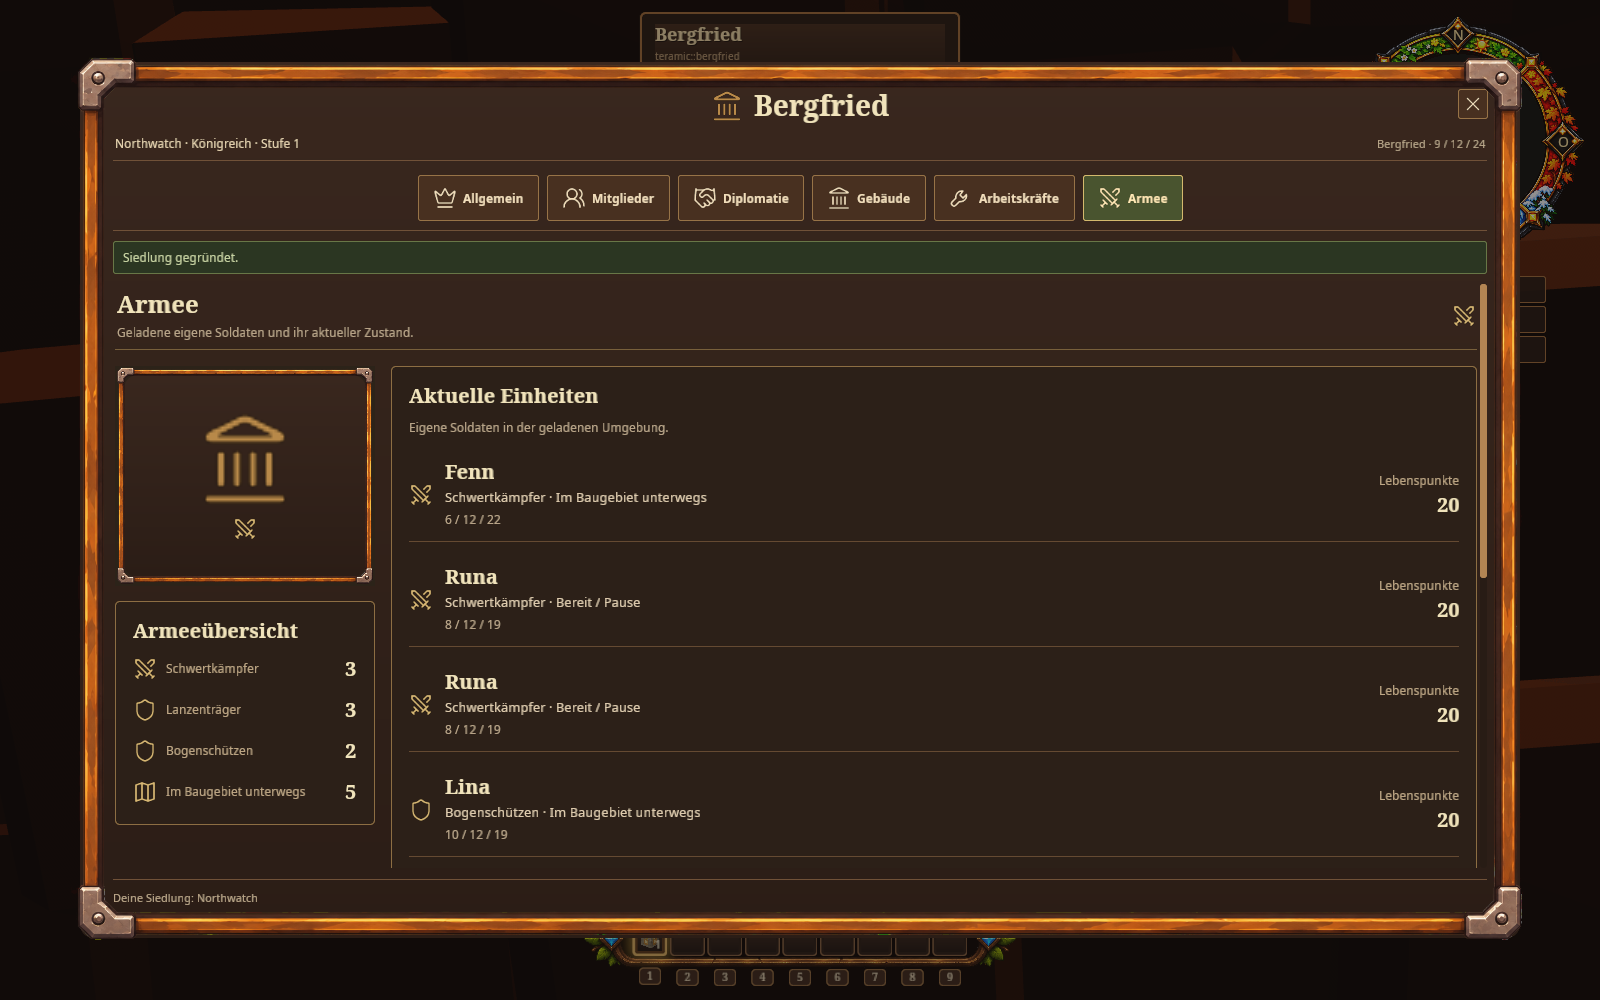 Bergfried
teramic::bergfried
N
Bergfried
Northwatch · Königreich · Stufe 1
Bergfried · 9 / 12 / 24
O
Allgemein
Mitglieder
Diplomatie
Gebäude
Arbeitskräfte
Armee
Siedlung gegründet.
Armee
Geladene eigene Soldaten und ihr aktueller Zustand.
Armeeübersicht
Schwertkämpfer 3
Lanzenträger 3
Bogenschützen 2
Im Baugebiet unterwegs 5
Aktuelle Einheiten
Eigene Soldaten in der geladenen Umgebung.
Fenn
Schwertkämpfer · Im Baugebiet unterwegs
6 / 12 / 22
Lebenspunkte
20
Runa
Schwertkämpfer · Bereit / Pause
8 / 12 / 19
Lebenspunkte
20
Runa
Schwertkämpfer · Bereit / Pause
8 / 12 / 19
Lebenspunkte
20
Lina
Bogenschützen · Im Baugebiet unterwegs
10 / 12 / 19
Lebenspunkte
20
Deine Siedlung: Northwatch
1 2 3 4 5 6 7 8 9